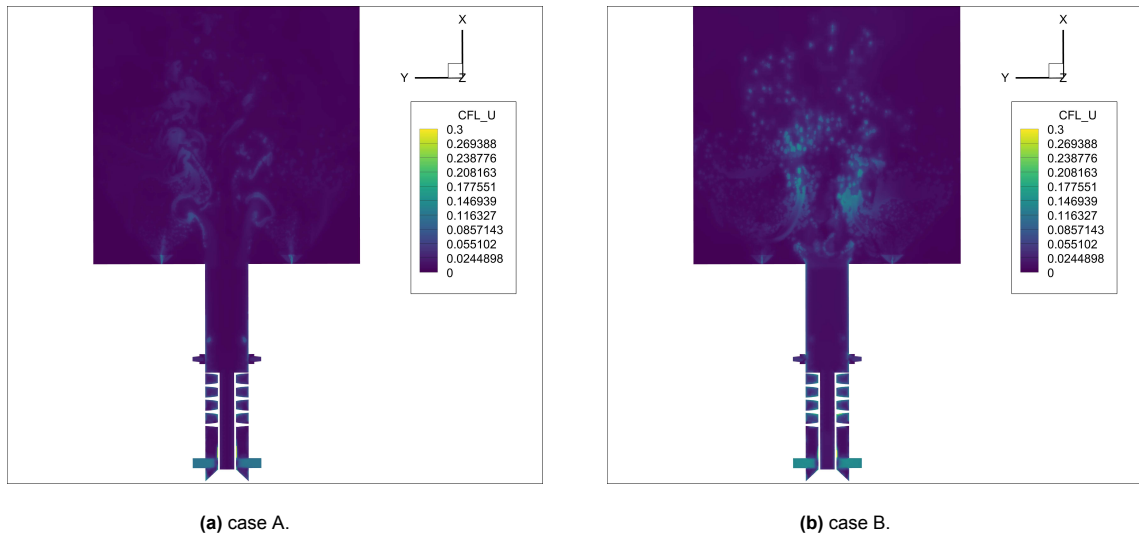 X
Y
Z
CFL_U
0.3
0.269388
0.238776
0.208163
0.177551
0.146939
0.116327
0.0857143
0.055102
0.0244898
0
(a) case A.
X
Y
Z
CFL_U
0.3
0.269388
0.238776
0.208163
0.177551
0.146939
0.116327
0.0857143
0.055102
0.0244898
0
(b) case B.